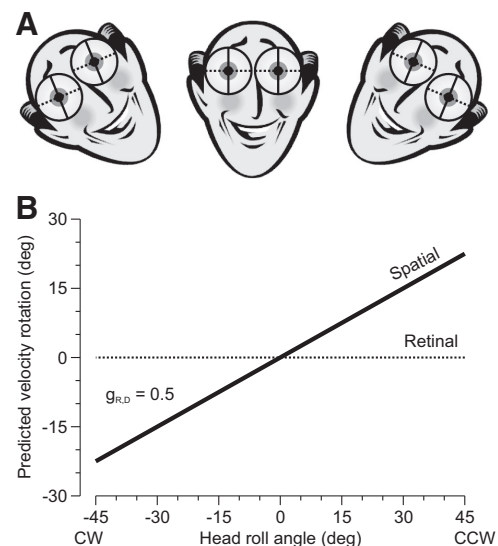 A
B
Predicted velocity rotation (deg)
30
15
0
-15
-30
Spatial
Retinal
gR,D = 0.5
-45 -30 -15 0 15 30 45
CW Head roll angle (deg) CCW